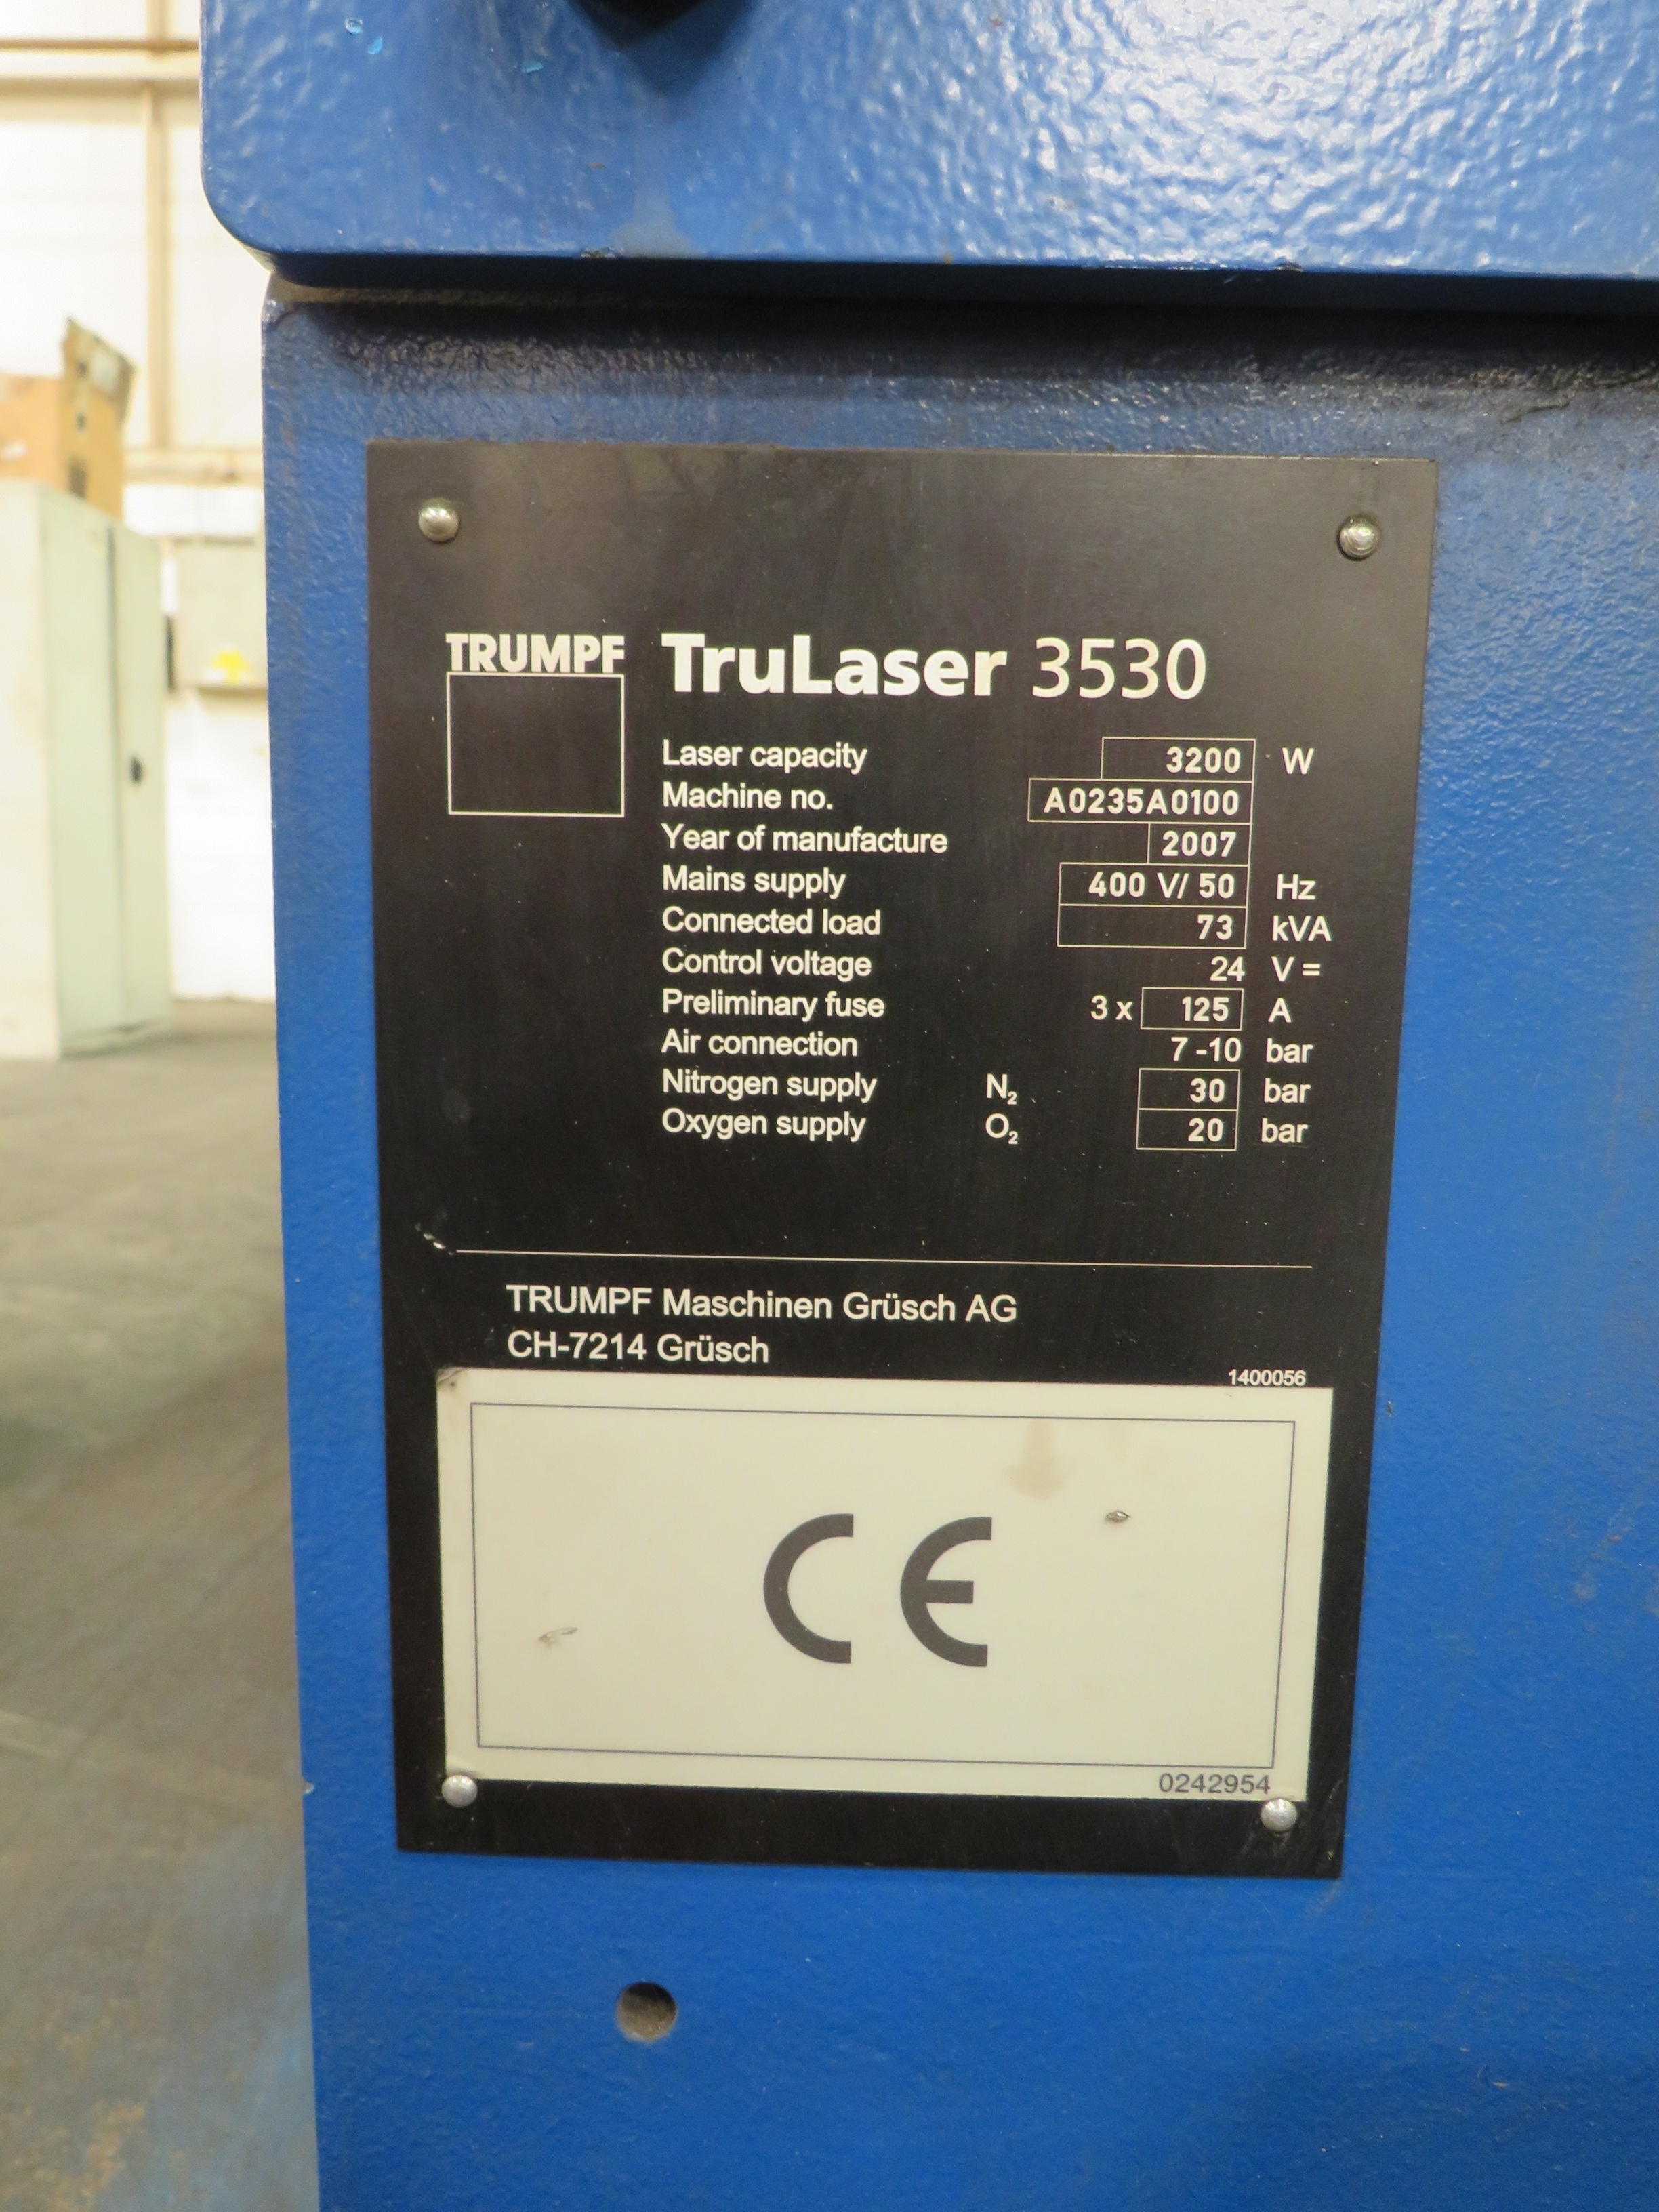 TRUMPF TruLaser 3530
Laser capacity 3200 W
Machine no. A0235A0100
Year of manufacture 2007
Mains supply 400 V/ 50 Hz
Connected load 73 kVA
Control voltage 24 V =
Preliminary fuse 3 x 125 A
Air connection 7 -10 bar
Nitrogen supply N₂ 30 bar
Oxygen supply O₂ 20 bar
TRUMPF Maschinen Grüsch AG
CH-7214 Grüsch
1400056
CE
0242954